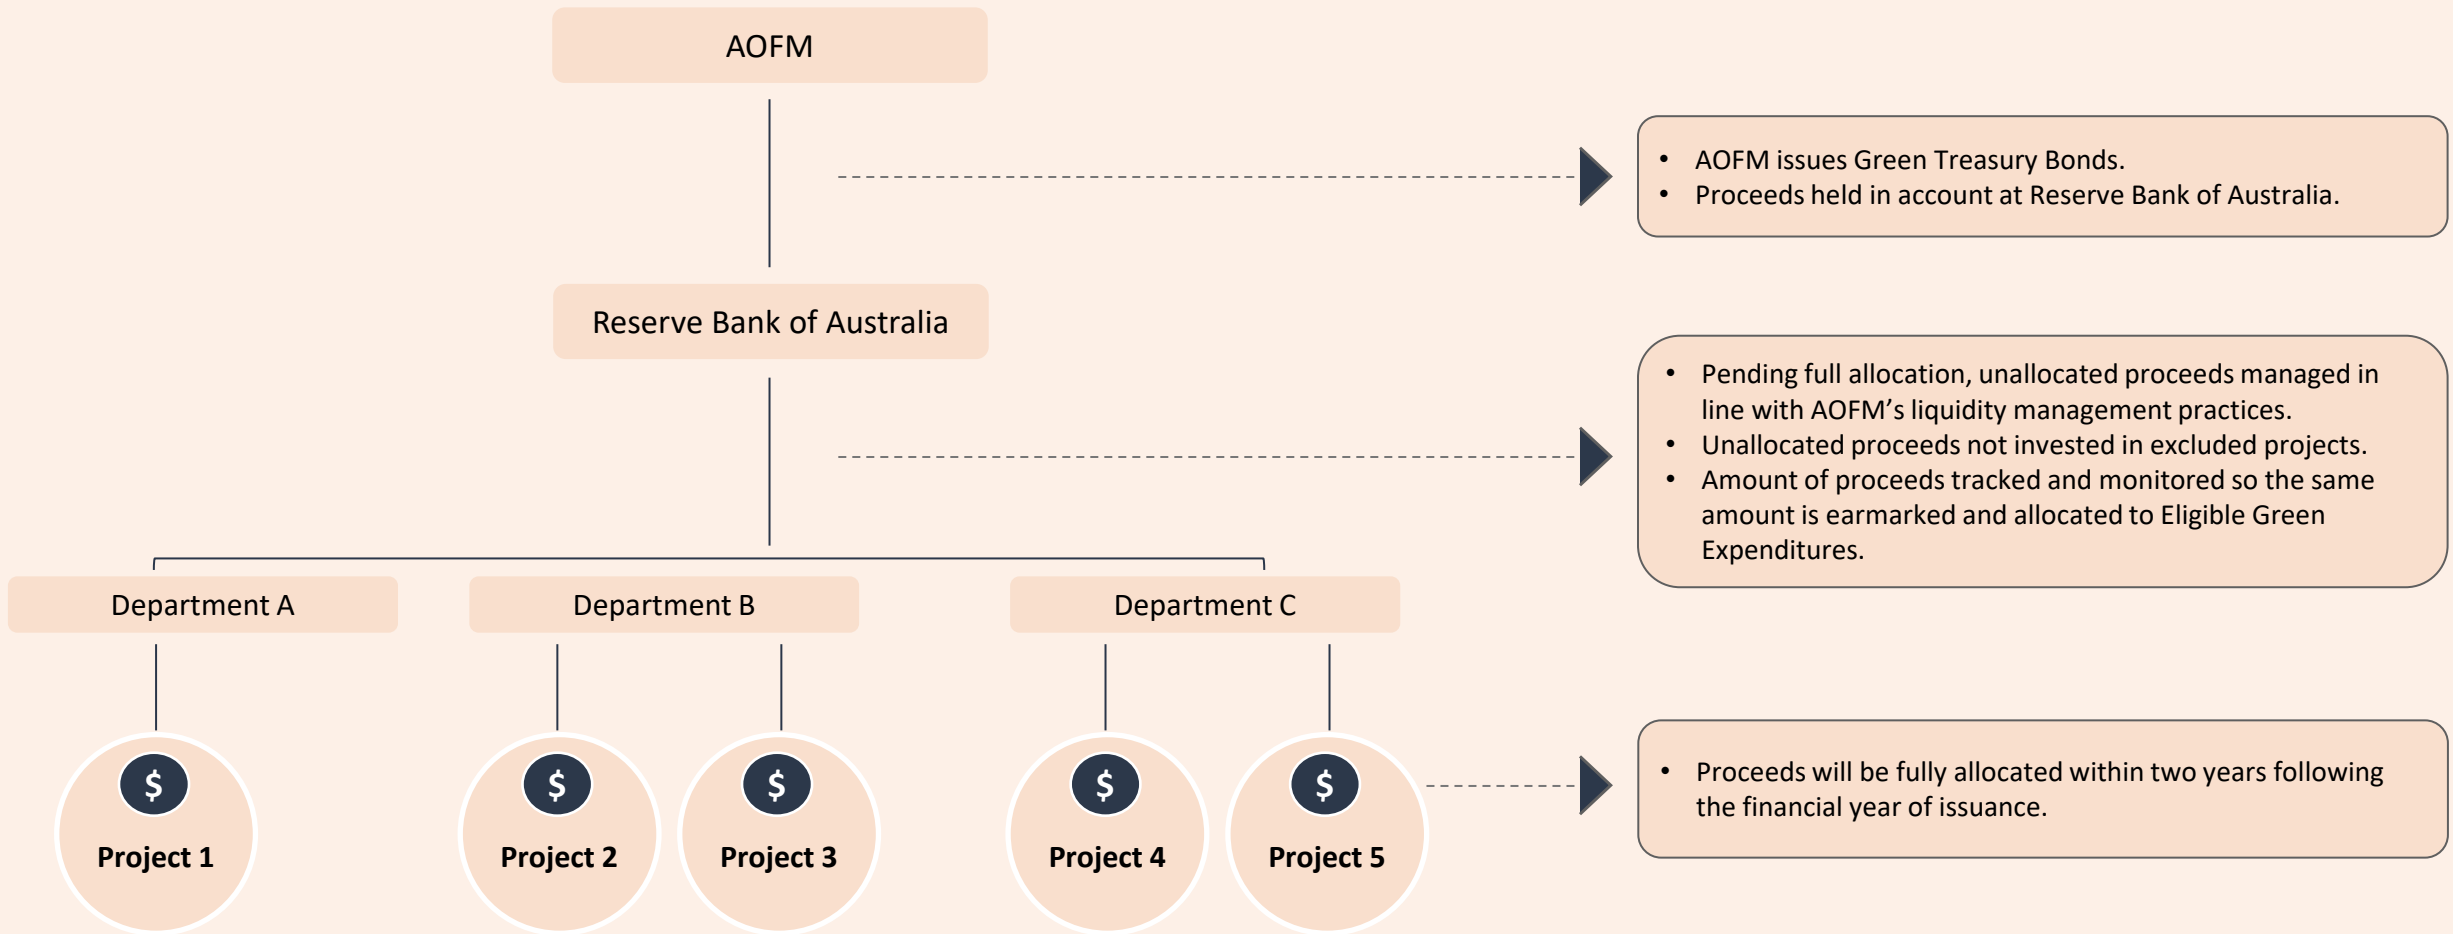 AOFM
• AOFM issues Green Treasury Bonds.
• Proceeds held in account at Reserve Bank of Australia.
Reserve Bank of Australia
• Pending full allocation, unallocated proceeds managed in
line with AOFM’s liquidity management practices.
• Unallocated proceeds not invested in excluded projects.
• Amount of proceeds tracked and monitored so the same
amount is earmarked and allocated to Eligible Green
Expenditures.
Department A
Department B
Department C
$
$
$
$
$
Project 1
Project 2
Project 3
Project 4
Project 5
• Proceeds will be fully allocated within two years following
the financial year of issuance.